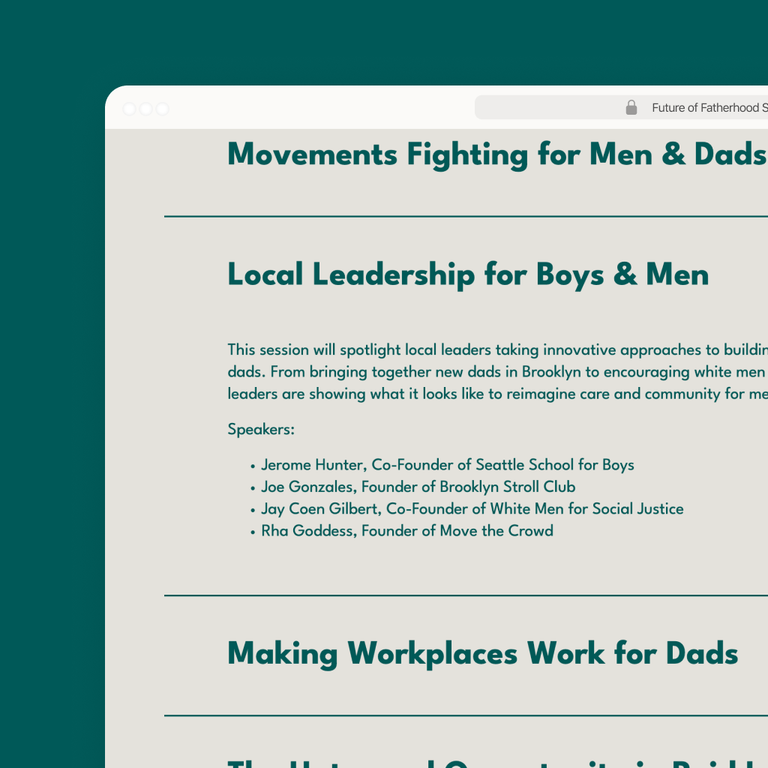 Future of Fatherhood S
Movements Fighting for Men & Dads
Local Leadership for Boys & Men
This session will spotlight local leaders taking innovative approaches to buildin
dads. From bringing together new dads in Brooklyn to encouraging white men
leaders are showing what it looks like to reimagine care and community for me
Speakers:
• Jerome Hunter, Co-Founder of Seattle School for Boys
• Joe Gonzales, Founder of Brooklyn Stroll Club
• Jay Coen Gilbert, Co-Founder of White Men for Social Justice
• Rha Goddess, Founder of Move the Crowd
Making Workplaces Work for Dads